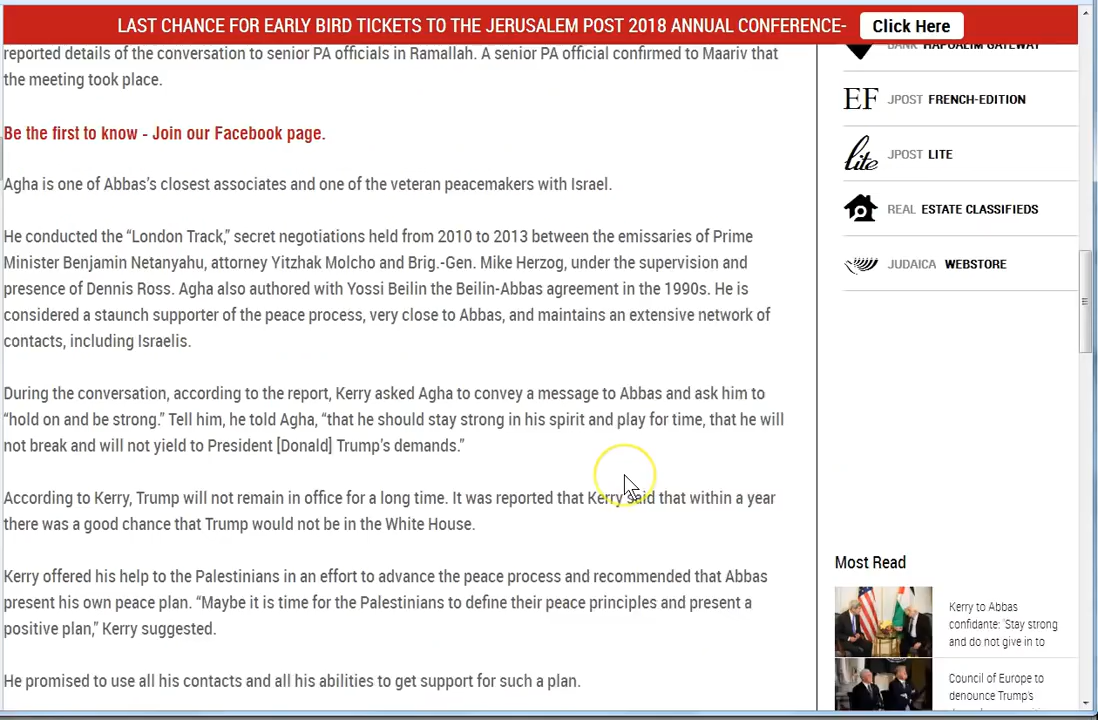 LAST CHANCE FOR EARLY BIRD TICKETS TO THE JERUSALEM POST 2018 ANNUAL CONFERENCE- Click Here
reported details of the conversation to senior PA officials in Ramallah. A senior PA official confirmed to Maariv that
the meeting took place.
Be the first to know - Join our Facebook page.
Agha is one of Abbas's closest associates and one of the veteran peacemakers with Israel.
He conducted the “London Track,” secret negotiations held from 2010 to 2013 between the emissaries of Prime
Minister Benjamin Netanyahu, attorney Yitzhak Molcho and Brig.-Gen. Mike Herzog, under the supervision and
presence of Dennis Ross. Agha also authored with Yossi Beilin the Beilin-Abbas agreement in the 1990s. He is
considered a staunch supporter of the peace process, very close to Abbas, and maintains an extensive network of
contacts, including Israelis.
During the conversation, according to the report, Kerry asked Agha to convey a message to Abbas and ask him to
“hold on and be strong.” Tell him, he told Agha, “that he should stay strong in his spirit and play for time, that he will
not break and will not yield to President [Donald] Trump's demands.”
According to Kerry, Trump will not remain in office for a long time. It was reported that Kerry said that within a year
there was a good chance that Trump would not be in the White House.
Kerry offered his help to the Palestinians in an effort to advance the peace process and recommended that Abbas
present his own peace plan. “Maybe it is time for the Palestinians to define their peace principles and present a
positive plan,” Kerry suggested.
He promised to use all his contacts and all his abilities to get support for such a plan.
BANK HAPOALIM GATEWAY
EF JPOST FRENCH-EDITION
lite JPOST LITE
REAL ESTATE CLASSIFIEDS
JUDAICA WEBSTORE
Most Read
Kerry to Abbas
confidante: 'Stay strong
and do not give in to
Council of Europe to
denounce Trump's